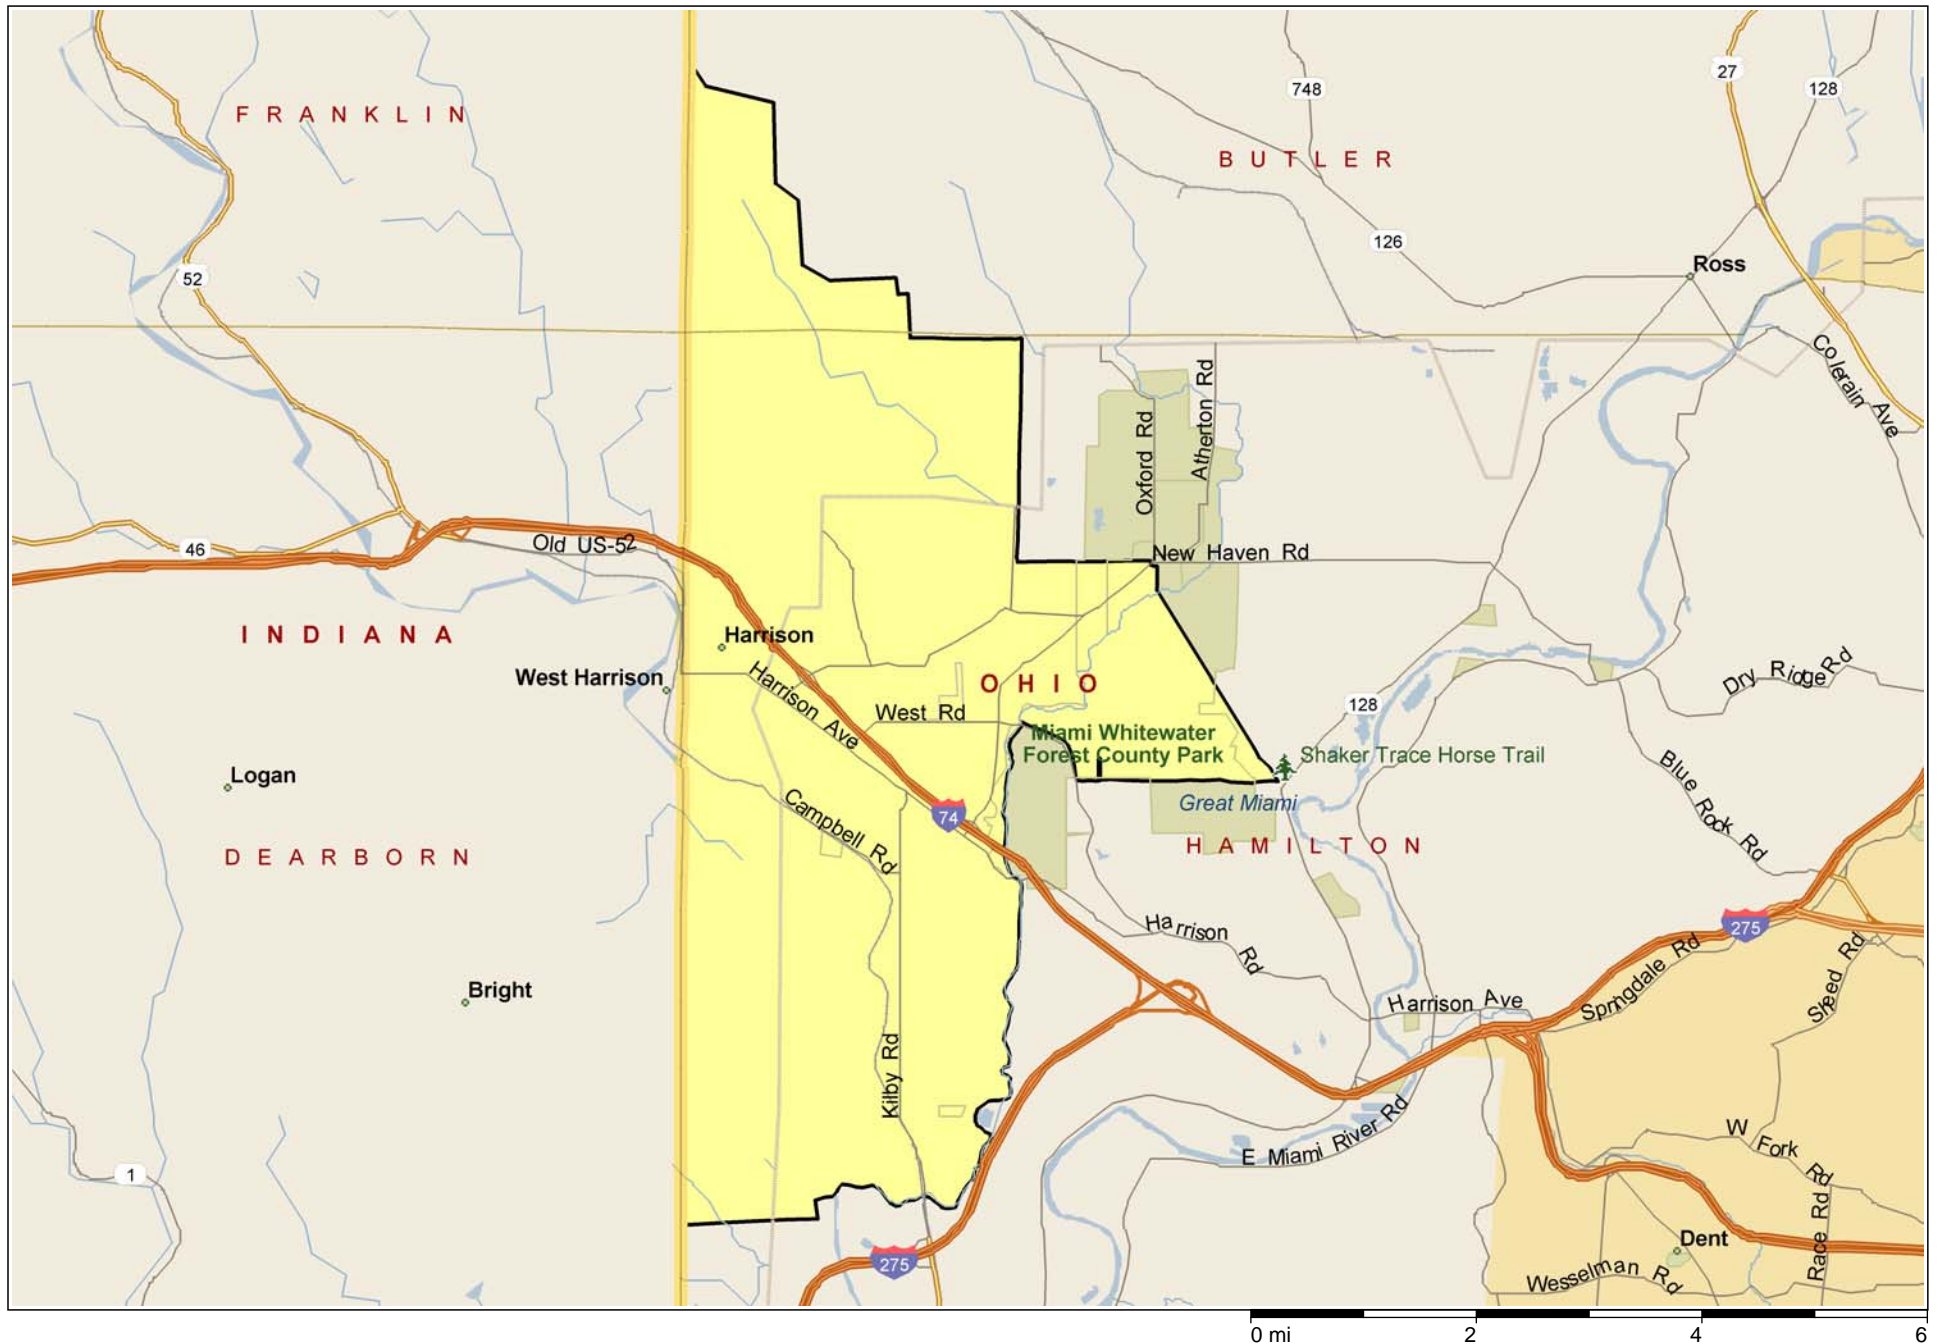 27
748
128
FRANKLIN
BUTLER
126
Ross
52
Colerain Ave
Oxford Rd
Atherton Rd
46
Old US-52
New Haven Rd
INDIANA
Harrison
West Harrison
OHIO
Dry Ridge Rd
Harrison Ave
West Rd
128
Miami Whitewater
Forest County Park
Shaker Trace Horse Trail
Logan
Blue Rock Rd
Great Miami
Campbell Rd
74
HAMILTON
DEARBORN
Harrison Rd
275
Springdale Rd
Sheed Rd
Bright
Harrison Ave
Kilby Rd
E Miami River Rd
W Fork Rd
1
Race Rd
Dent
275
Wesselman Rd
0 mi 2 4 6